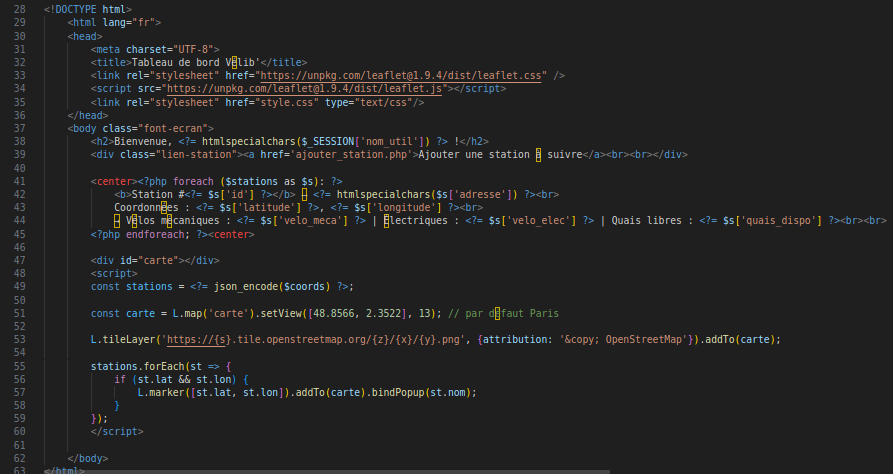 28 <!DOCTYPE html>
29 <html lang="fr">
30 <head>
31 <meta charset="UTF-8">
32 <title>Tableau de bord Vélib'</title>
33 <link rel="stylesheet" href="https://unpkg.com/leaflet@1.9.4/dist/leaflet.css" />
34 <script src="https://unpkg.com/leaflet@1.9.4/dist/leaflet.js"></script>
35 <link rel="stylesheet" href="style.css" type="text/css"/>
36 </head>
37 <body class="font-ecran">
38 <h2>Bienvenue, <?= htmlspecialchars($_SESSION['nom_util']) ?> !</h2>
39 <div class="lien-station"><a href='ajouter_station.php'>Ajouter une station à suivre</a><br><br></div>
40
41 <center><?php foreach ($stations as $s): ?>
42 <b>Station #<?= $s['id'] ?></b> – <?= htmlspecialchars($s['adresse']) ?><br>
43 Coordonnées : <?= $s['latitude'] ?>, <?= $s['longitude'] ?><br>
44 → Vélos mécaniques : <?= $s['velo_meca'] ?> | Électriques : <?= $s['velo_elec'] ?> | Quais libres : <?= $s['quais_dispo'] ?><br><br>
45 <?php endforeach; ?><center>
46
47 <div id="carte"></div>
48 <script>
49 const stations = <?= json_encode($coords) ?>;
50
51 const carte = L.map('carte').setView([48.8566, 2.3522], 13); // par défaut Paris
52
53 L.tileLayer('https://{s}.tile.openstreetmap.org/{z}/{x}/{y}.png', {attribution: '&copy; OpenStreetMap'}).addTo(carte);
54
55 stations.forEach(st => {
56 if (st.lat && st.lon) {
57 L.marker([st.lat, st.lon]).addTo(carte).bindPopup(st.nom);
58 }
59 });
60 </script>
61
62 </body>
63 </html>